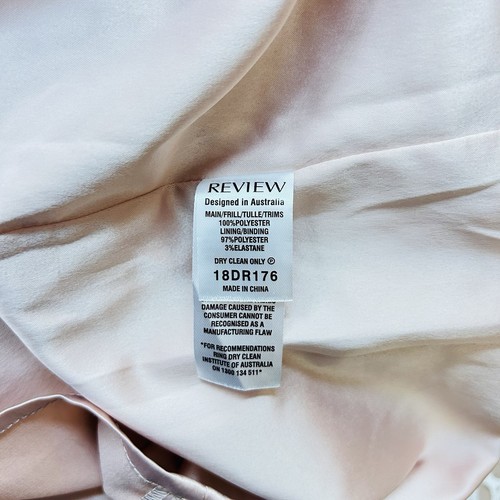 REVIEW
Designed in Australia
MAIN/FRILL/TULLE/TRIMS
100%POLYESTER
LINING/BINDING
97%POLYESTER
3%ELASTANE
DRY CLEAN ONLY Ⓟ
18DR176
MADE IN CHINA
DAMAGE CAUSED BY THE
CONSUMER CANNOT BE
RECOGNISED AS A
MANUFACTURING FLAW
"FOR RECOMMENDATIONS
RING DRY CLEAN
INSTITUTE OF AUSTRALIA
ON 1300 134 511"